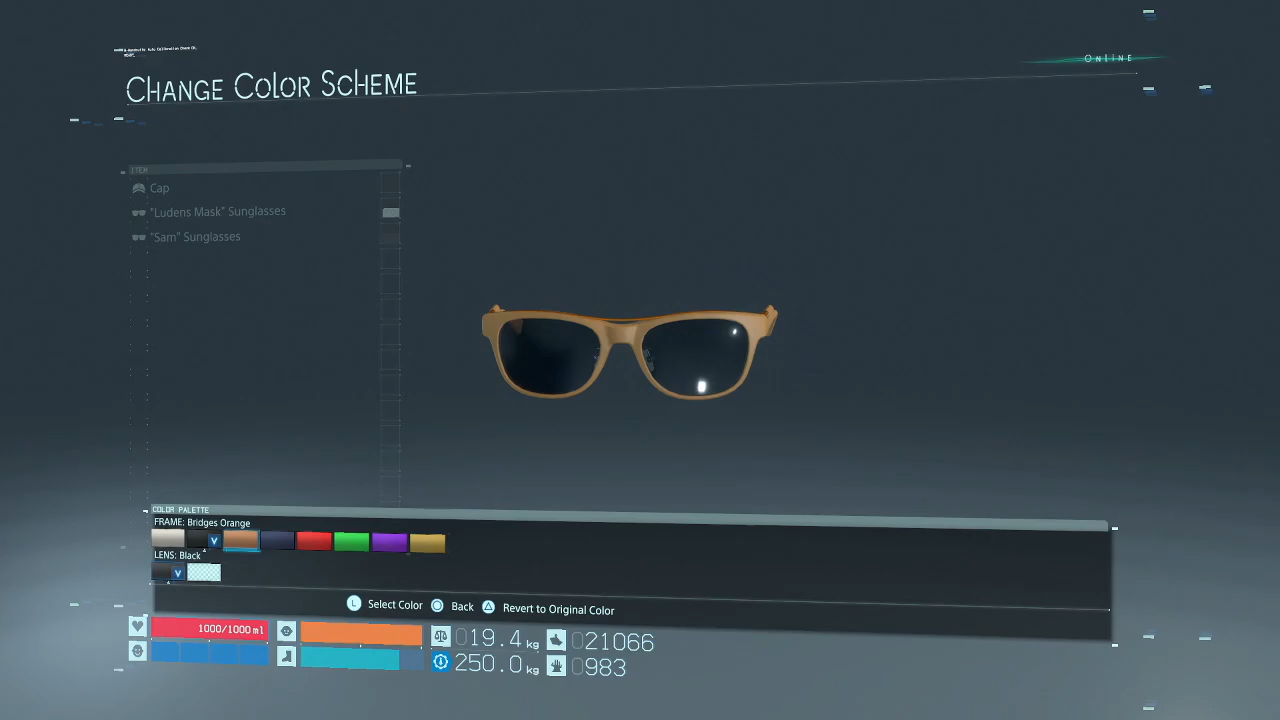 ONLINE
CHANGE COLOR SCHEME
ITEM
Cap
"Ludens Mask" Sunglasses
"Sam" Sunglasses
COLOR PALETTE
FRAME: Bridges Orange
LENS: Black
L Select Color Back Revert to Original Color
1000/1000 ml
019.4 kg
021066
250.0 kg
0983